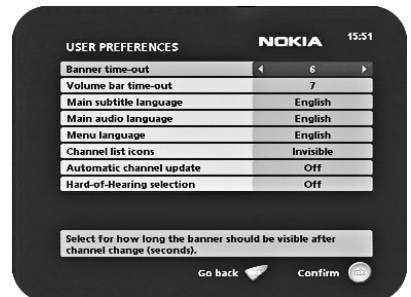 USER PREFERENCES NOKIA 15:51
Banner time-out 6
Volume bar time-out 7
Main subtitle language English
Main audio language English
Menu language English
Channel list icons Invisible
Automatic channel update Off
Hard-of-Hearing selection Off
Select for how long the banner should be visible after
channel change (seconds).
Go back Confirm